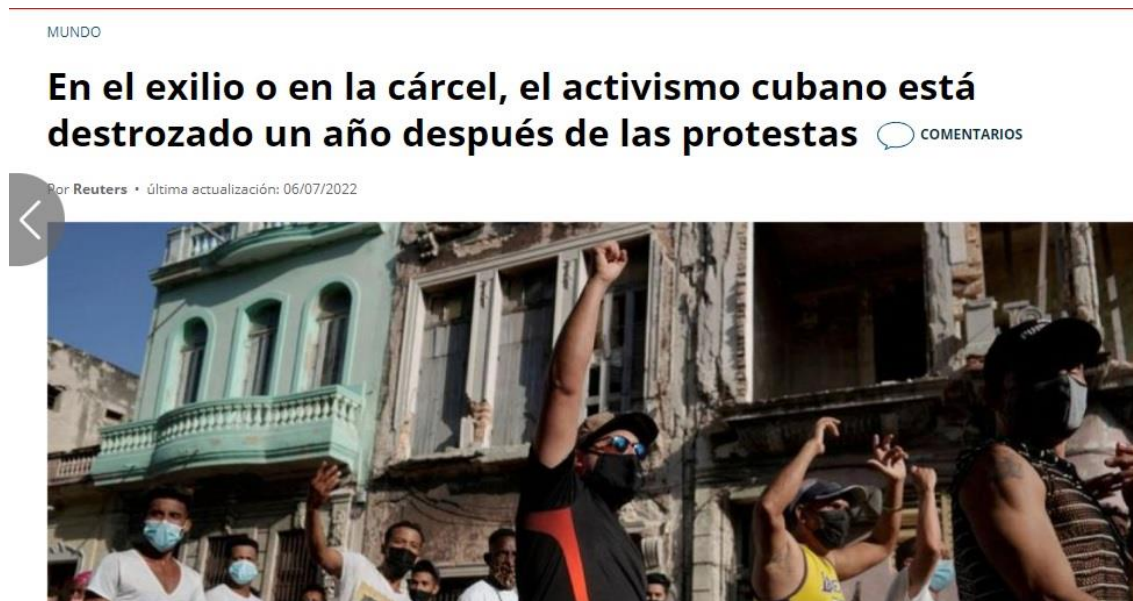 MUNDO
En el exilio o en la cárcel, el activismo cubano está
destrozado un año después de las protestas COMENTARIOS
Por Reuters • última actualización: 06/07/2022